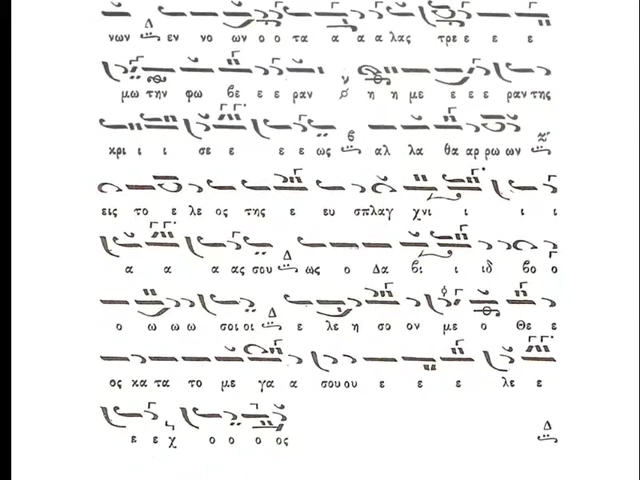 νων Δ εν νο ων ο ο τα α α α λας τρε ε ε ε
μω την φω βε ε ε ραν η η με ε ε ε ραν της
κρι ι ι σε ε ε ε ως αλ λα θα αρ ρω ων
εις το ε λε ος της ε ευ σπλαγ χνι ι ι ι
α α α ας σου Δ ως ο Δα βι ι ιδ βο ο
ο ω ω ω σοι οι Δ ε λε η σο ον με ο Θε ε
ος κα τα το με γα α σου ου ε ε ε λε ε
ε ε χ ο ο ο ος Δ